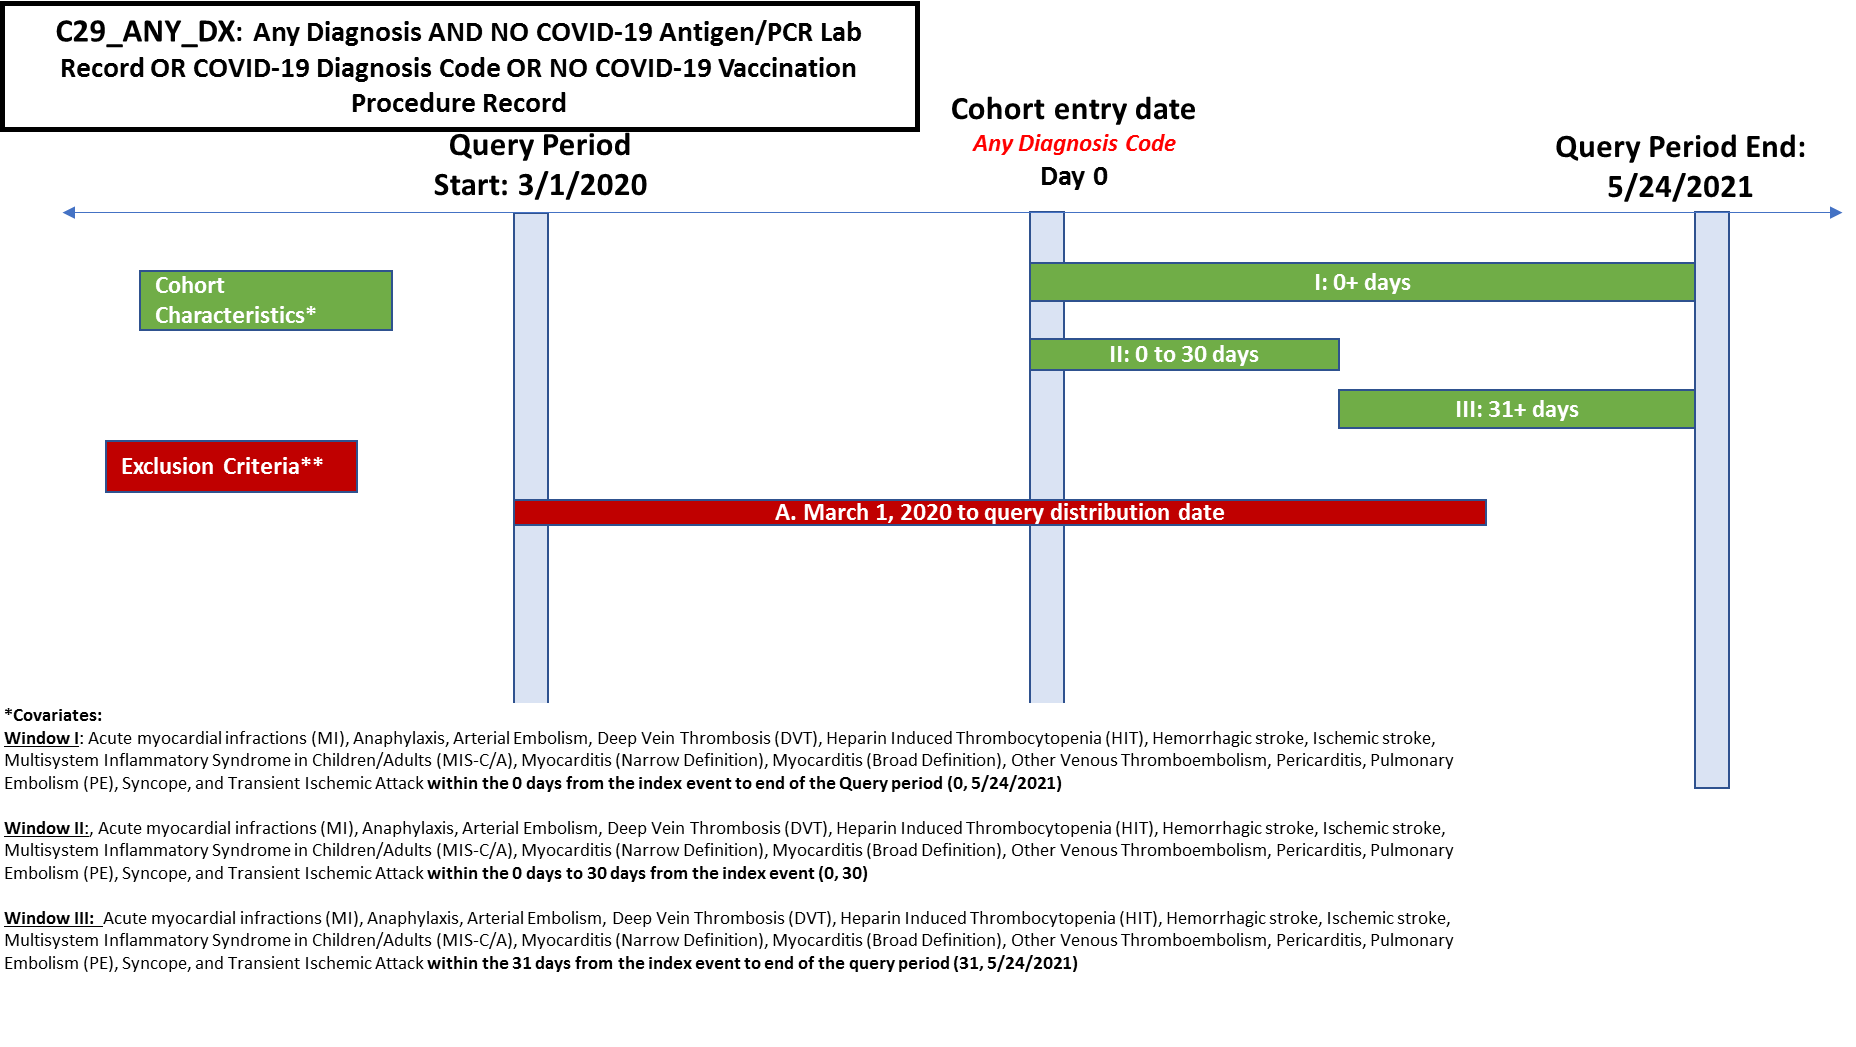 C29_ANY_DX: Any Diagnosis AND NO COVID-19 Antigen/PCR Lab
Record OR COVID-19 Diagnosis Code OR NO COVID-19 Vaccination
Procedure Record
Query Period
Start: 3/1/2020
Cohort entry date
Any Diagnosis Code
Day 0
Query Period End:
5/24/2021
Cohort
Characteristics*
I: 0+ days
II: 0 to 30 days
III: 31+ days
Exclusion Criteria**
A. March 1, 2020 to query distribution date
*Covariates:
Window I: Acute myocardial infractions (MI), Anaphylaxis, Arterial Embolism, Deep Vein Thrombosis (DVT), Heparin Induced Thrombocytopenia (HIT), Hemorrhagic stroke, Ischemic stroke,
Multisystem Inflammatory Syndrome in Children/Adults (MIS-C/A), Myocarditis (Narrow Definition), Myocarditis (Broad Definition), Other Venous Thromboembolism, Pericarditis, Pulmonary
Embolism (PE), Syncope, and Transient Ischemic Attack within the 0 days from the index event to end of the Query period (0, 5/24/2021)
Window II:, Acute myocardial infractions (MI), Anaphylaxis, Arterial Embolism, Deep Vein Thrombosis (DVT), Heparin Induced Thrombocytopenia (HIT), Hemorrhagic stroke, Ischemic stroke,
Multisystem Inflammatory Syndrome in Children/Adults (MIS-C/A), Myocarditis (Narrow Definition), Myocarditis (Broad Definition), Other Venous Thromboembolism, Pericarditis, Pulmonary
Embolism (PE), Syncope, and Transient Ischemic Attack within the 0 days to 30 days from the index event (0, 30)
Window III: Acute myocardial infractions (MI), Anaphylaxis, Arterial Embolism, Deep Vein Thrombosis (DVT), Heparin Induced Thrombocytopenia (HIT), Hemorrhagic stroke, Ischemic stroke,
Multisystem Inflammatory Syndrome in Children/Adults (MIS-C/A), Myocarditis (Narrow Definition), Myocarditis (Broad Definition), Other Venous Thromboembolism, Pericarditis, Pulmonary
Embolism (PE), Syncope, and Transient Ischemic Attack within the 31 days from the index event to end of the query period (31, 5/24/2021)